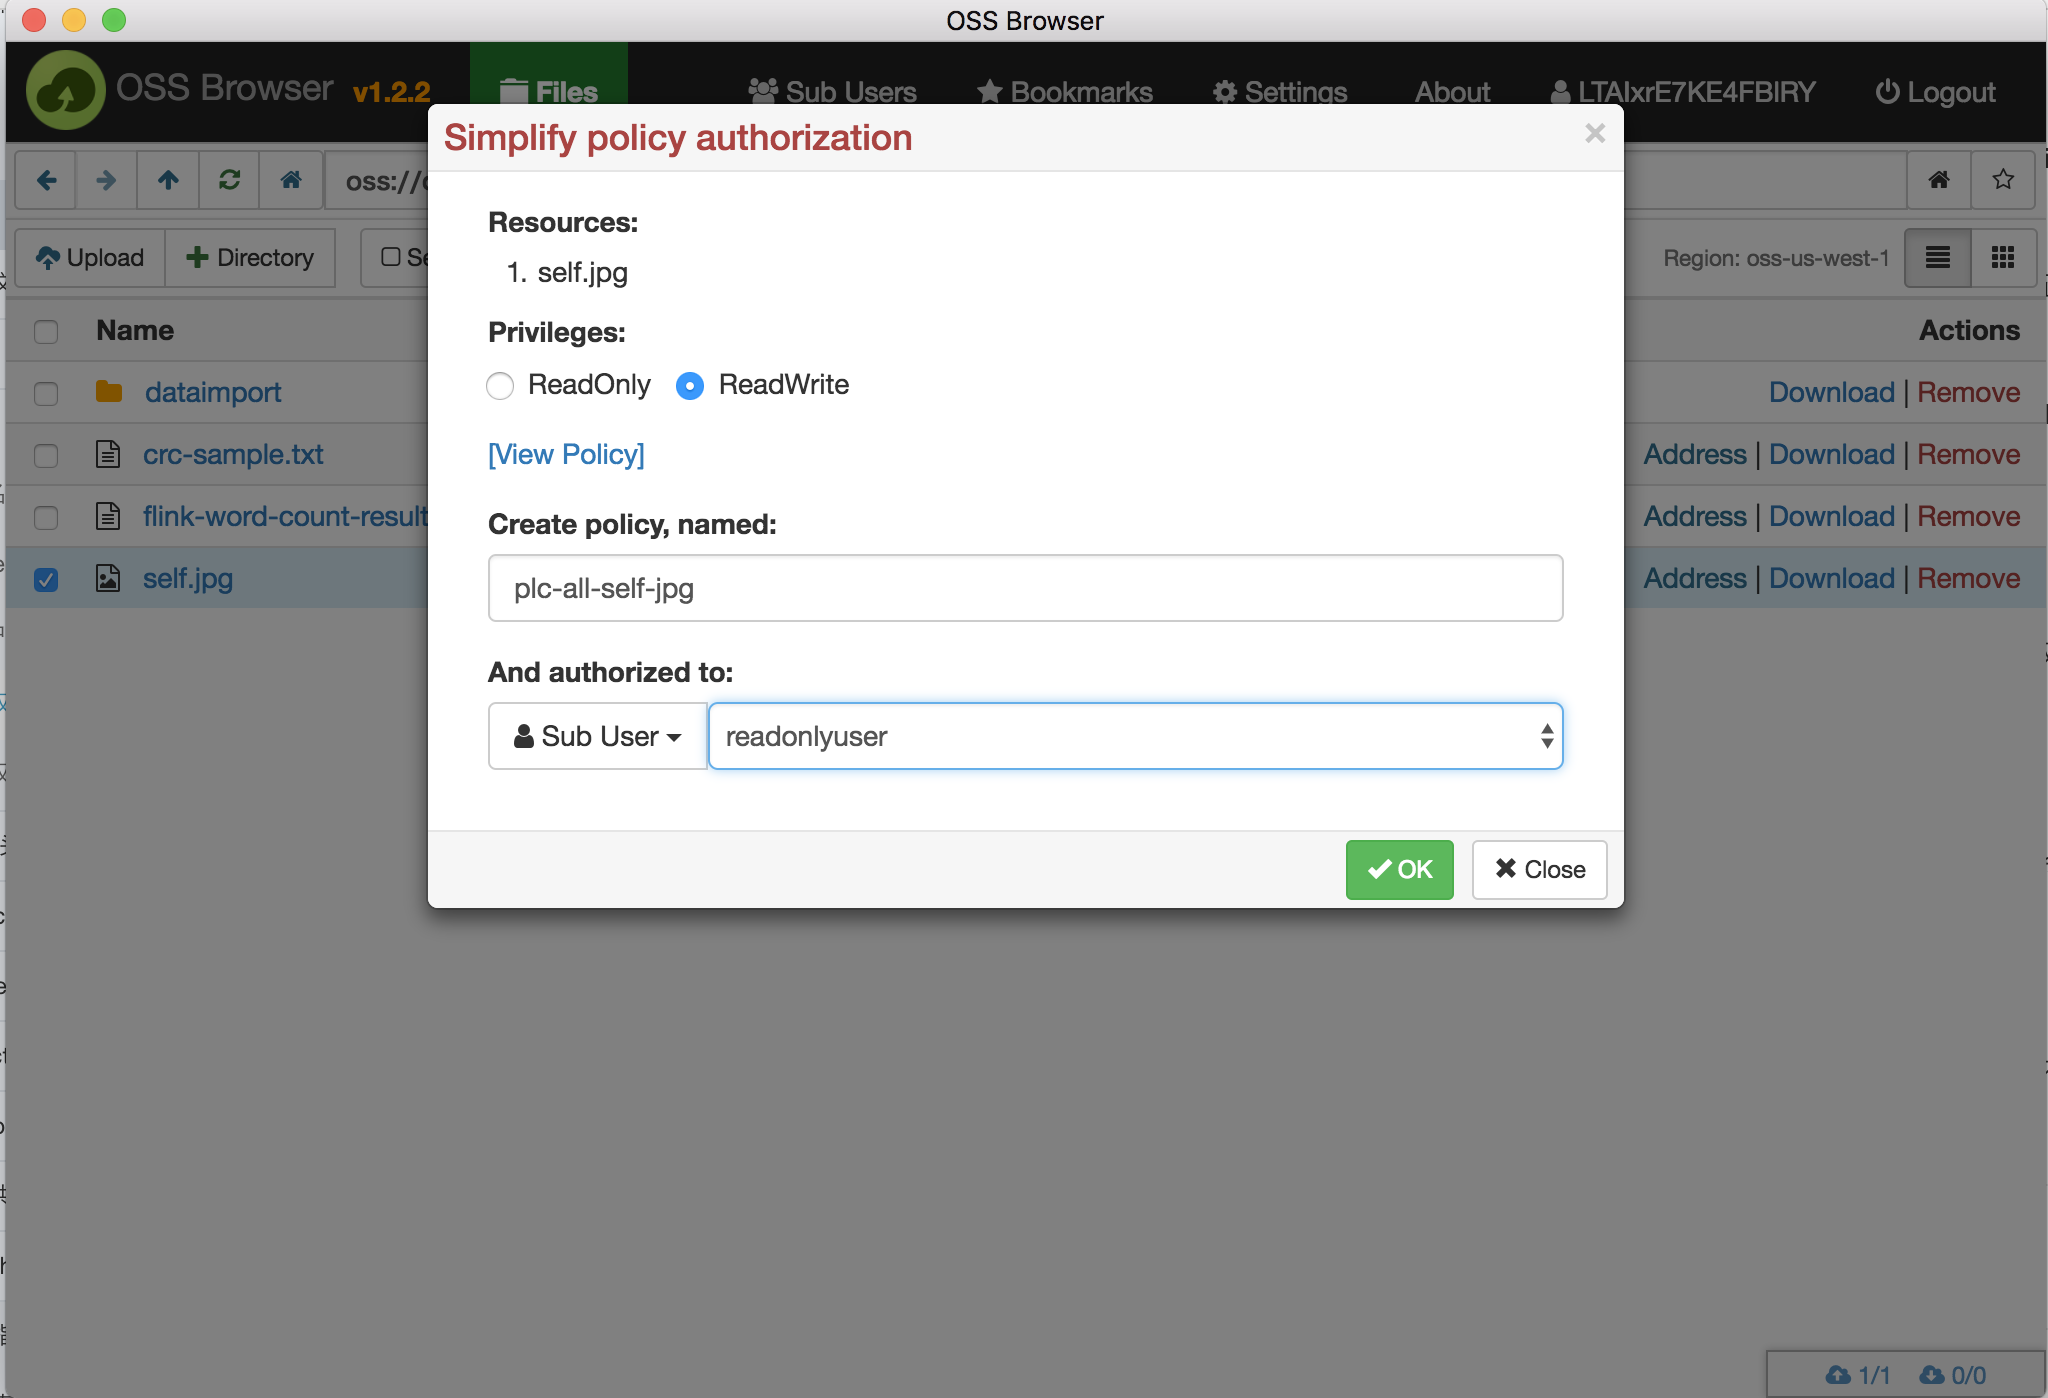 OSS Browser
OSS Browser v1.2.2 Files Sub Users Bookmarks Settings About LTAIxrE7KE4FBIRY Logout
Simplify policy authorization
oss://
Resources:
Upload Directory Region: oss-us-west-1
1. self.jpg
Name Actions
Privileges:
ReadOnly ReadWrite
dataimport Download | Remove
[View Policy]
crc-sample.txt Address | Download | Remove
flink-word-count-result Address | Download | Remove
Create policy, named:
self.jpg Address | Download | Remove
plc-all-self-jpg
And authorized to:
Sub User readonlyuser
OK Close
1/1 0/0